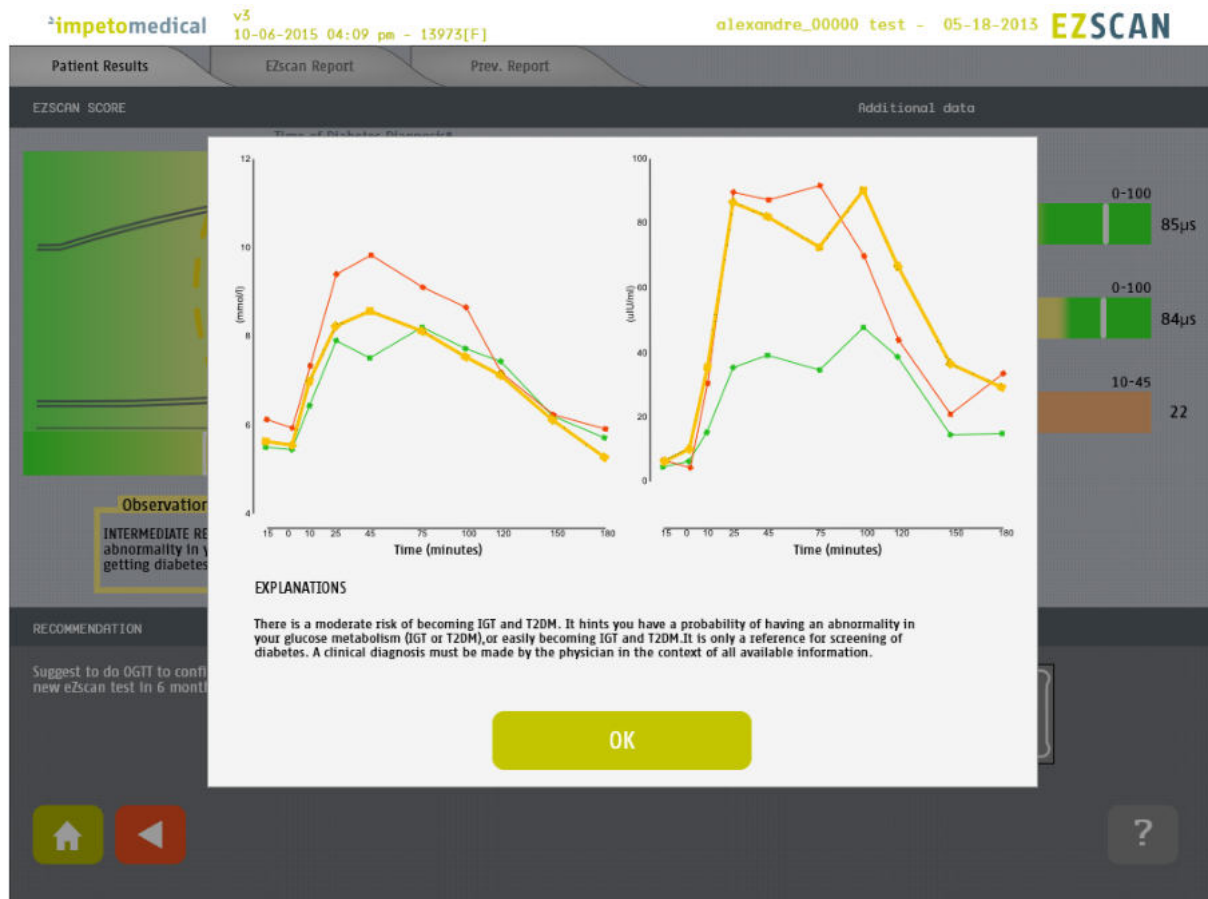 impetomedical
v3
10-06-2015 04:09 pm - 13973[F]
alexandre_00000 test - 05-18-2013
EZSCAN
Patient Results
EZscan Report
Prev. Report
EZSCAN SCORE
Additional data
Time of Diabetes Diagnosis*
12
10
8
6
4
(mmol/l)
15 0 10 25 45 75 100 120 150 180
Time (minutes)
100
80
60
40
20
0
(uIU/ml)
15 0 10 25 45 75 100 120 150 180
Time (minutes)
0-100
85µs
0-100
84µs
10-45
22
Observation
INTERMEDIATE RE
abnormality in y
getting diabetes
EXPLANATIONS
There is a moderate risk of becoming IGT and T2DM. It hints you have a probability of having an abnormality in
your glucose metabolism (IGT or T2DM),or easily becoming IGT and T2DM.It is only a reference for screening of
diabetes. A clinical diagnosis must be made by the physician in the context of all available information.
RECOMMENDATION
Suggest to do OGTT to confi
new eZscan test in 6 month
OK
?